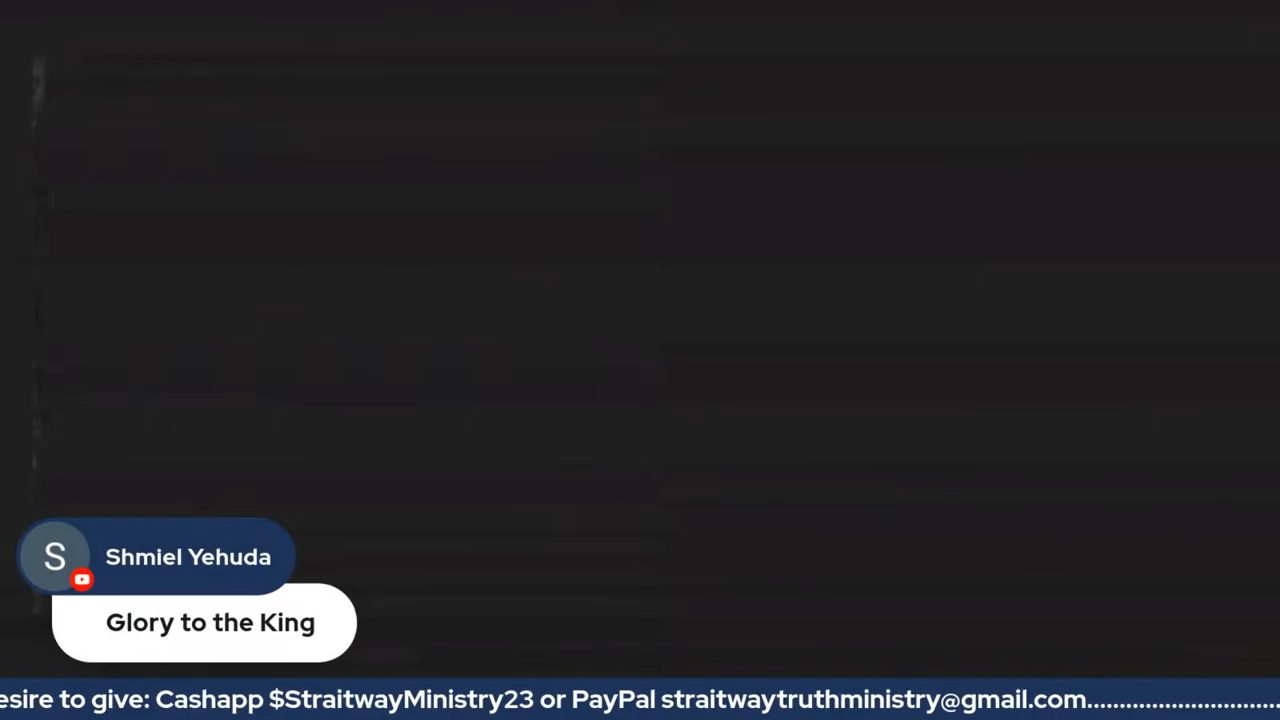 S
Shmiel Yehuda
Glory to the King
esire to give: Cashapp $StraitwayMinistry23 or PayPal straitwaytruthministry@gmail.com..............................